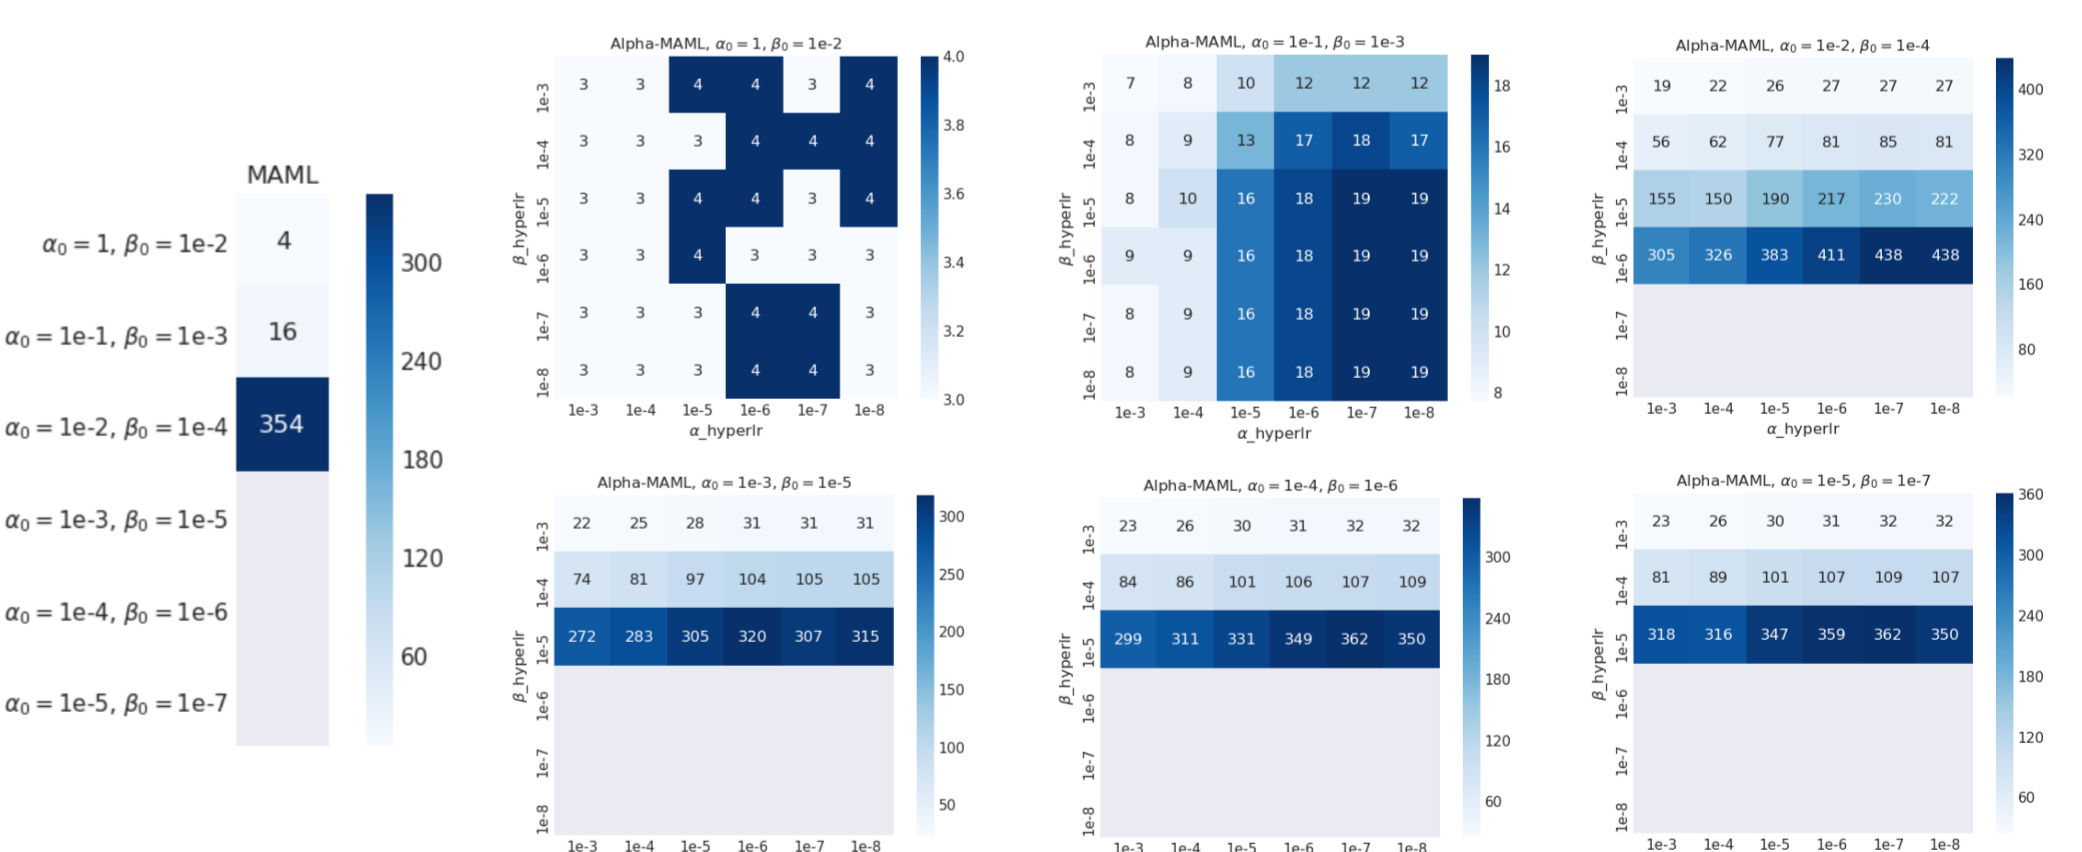 MAML
α₀ = 1, β₀ = 1e-2
4
α₀ = 1e-1, β₀ = 1e-3
16
α₀ = 1e-2, β₀ = 1e-4
354
α₀ = 1e-3, β₀ = 1e-5
α₀ = 1e-4, β₀ = 1e-6
α₀ = 1e-5, β₀ = 1e-7
300
240
180
120
60
Alpha-MAML, α₀ = 1, β₀ = 1e-2
β_hyperlr
1e-3 3 3 4 4 3 4
1e-4 3 3 3 4 4 4
1e-5 3 3 4 4 3 4
1e-6 3 3 4 3 3 3
1e-7 3 3 3 4 4 3
1e-8 3 3 3 4 4 3
1e-3 1e-4 1e-5 1e-6 1e-7 1e-8
α_hyperlr
4.0
3.8
3.6
3.4
3.2
3.0
Alpha-MAML, α₀ = 1e-1, β₀ = 1e-3
β_hyperlr
1e-3 7 8 10 12 12 12
1e-4 8 9 13 17 18 17
1e-5 8 10 16 18 19 19
1e-6 9 9 16 18 19 19
1e-7 8 9 16 18 19 19
1e-8 8 9 16 18 19 19
1e-3 1e-4 1e-5 1e-6 1e-7 1e-8
α_hyperlr
18
16
14
12
10
8
Alpha-MAML, α₀ = 1e-2, β₀ = 1e-4
β_hyperlr
1e-3 19 22 26 27 27 27
1e-4 56 62 77 81 85 81
1e-5 155 150 190 217 230 222
1e-6 305 326 383 411 438 438
1e-7
1e-8
1e-3 1e-4 1e-5 1e-6 1e-7 1e-8
α_hyperlr
400
320
240
160
80
Alpha-MAML, α₀ = 1e-3, β₀ = 1e-5
β_hyperlr
1e-3 22 25 28 31 31 31
1e-4 74 81 97 104 105 105
1e-5 272 283 305 320 307 315
1e-6
1e-7
1e-8
1e-3 1e-4 1e-5 1e-6 1e-7 1e-8
300
250
200
150
100
50
Alpha-MAML, α₀ = 1e-4, β₀ = 1e-6
β_hyperlr
1e-3 23 26 30 31 32 32
1e-4 84 86 101 106 107 109
1e-5 299 311 331 349 362 350
1e-6
1e-7
1e-8
1e-3 1e-4 1e-5 1e-6 1e-7 1e-8
300
240
180
120
60
Alpha-MAML, α₀ = 1e-5, β₀ = 1e-7
β_hyperlr
1e-3 23 26 30 31 32 32
1e-4 81 89 101 107 109 107
1e-5 318 316 347 359 362 350
1e-6
1e-7
1e-8
1e-3 1e-4 1e-5 1e-6 1e-7 1e-8
360
300
240
180
120
60